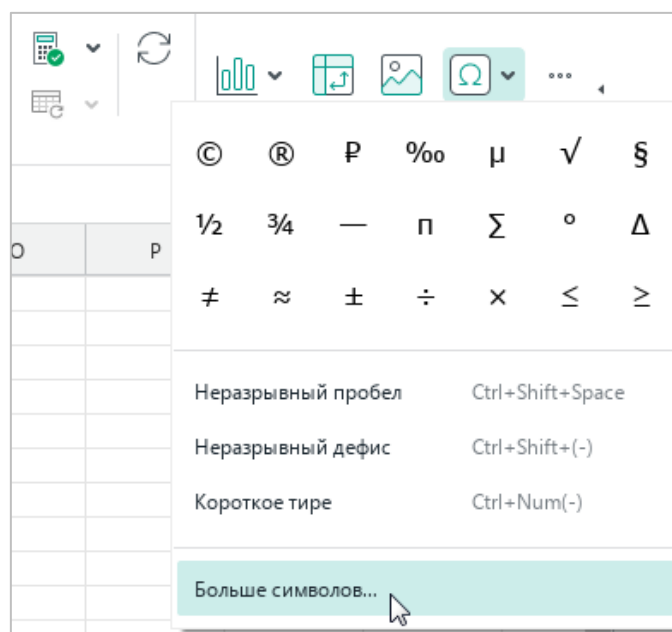 Ω
O P
© ® ₽ ‰ µ √ §
½ ¾ — π ∑ º Δ
≠ ≈ ± ÷ × ≤ ≥
Неразрывный пробел Ctrl+Shift+Space
Неразрывный дефис Ctrl+Shift+(-)
Короткое тире Ctrl+Num(-)
Больше символов...